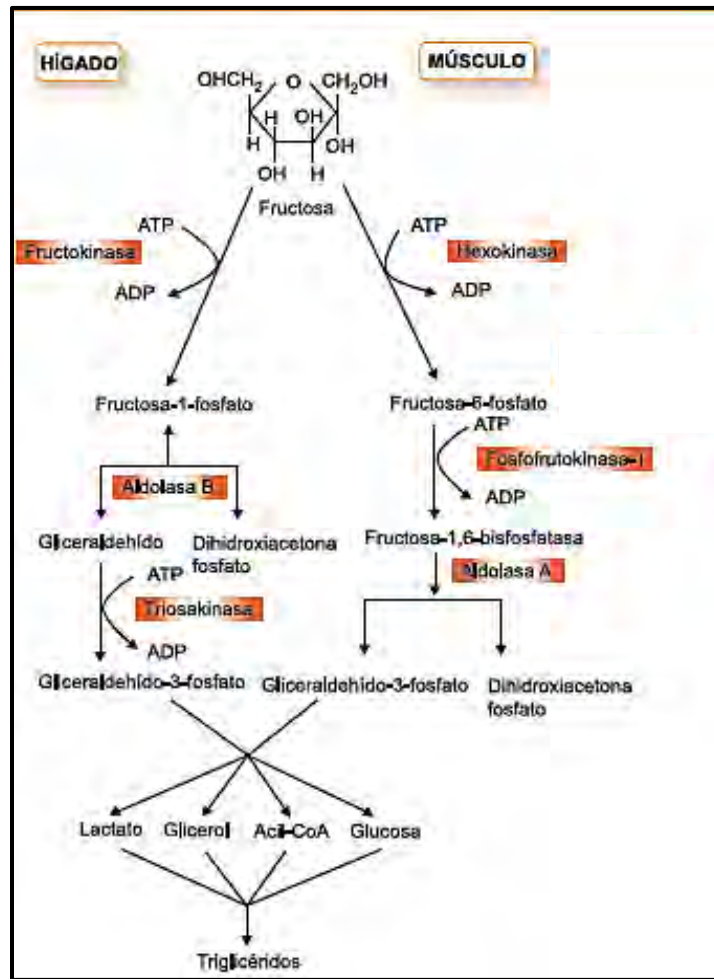 HÍGADO
MÚSCULO
OHCH2 O CH2OH
H OH
H OH
OH H
Fructosa
ATP
Fructokinasa
ADP
ATP
Hexokinasa
ADP
Fructosa-1-fosfato
Fructosa-6-fosfato
ATP
Fosfofrutokinasa-1
ADP
Aldolasa B
Gliceraldehído
Dihidroxiacetona
fosfato
Fructosa-1,6-bisfosfatasa
Aldolasa A
ATP
Triosakinasa
ADP
Gliceraldehído-3-fosfato
Gliceraldehído-3-fosfato
Dihidroxiacetona
fosfato
Lactato
Glicerol
Acil-CoA
Glucosa
Triglicéridos